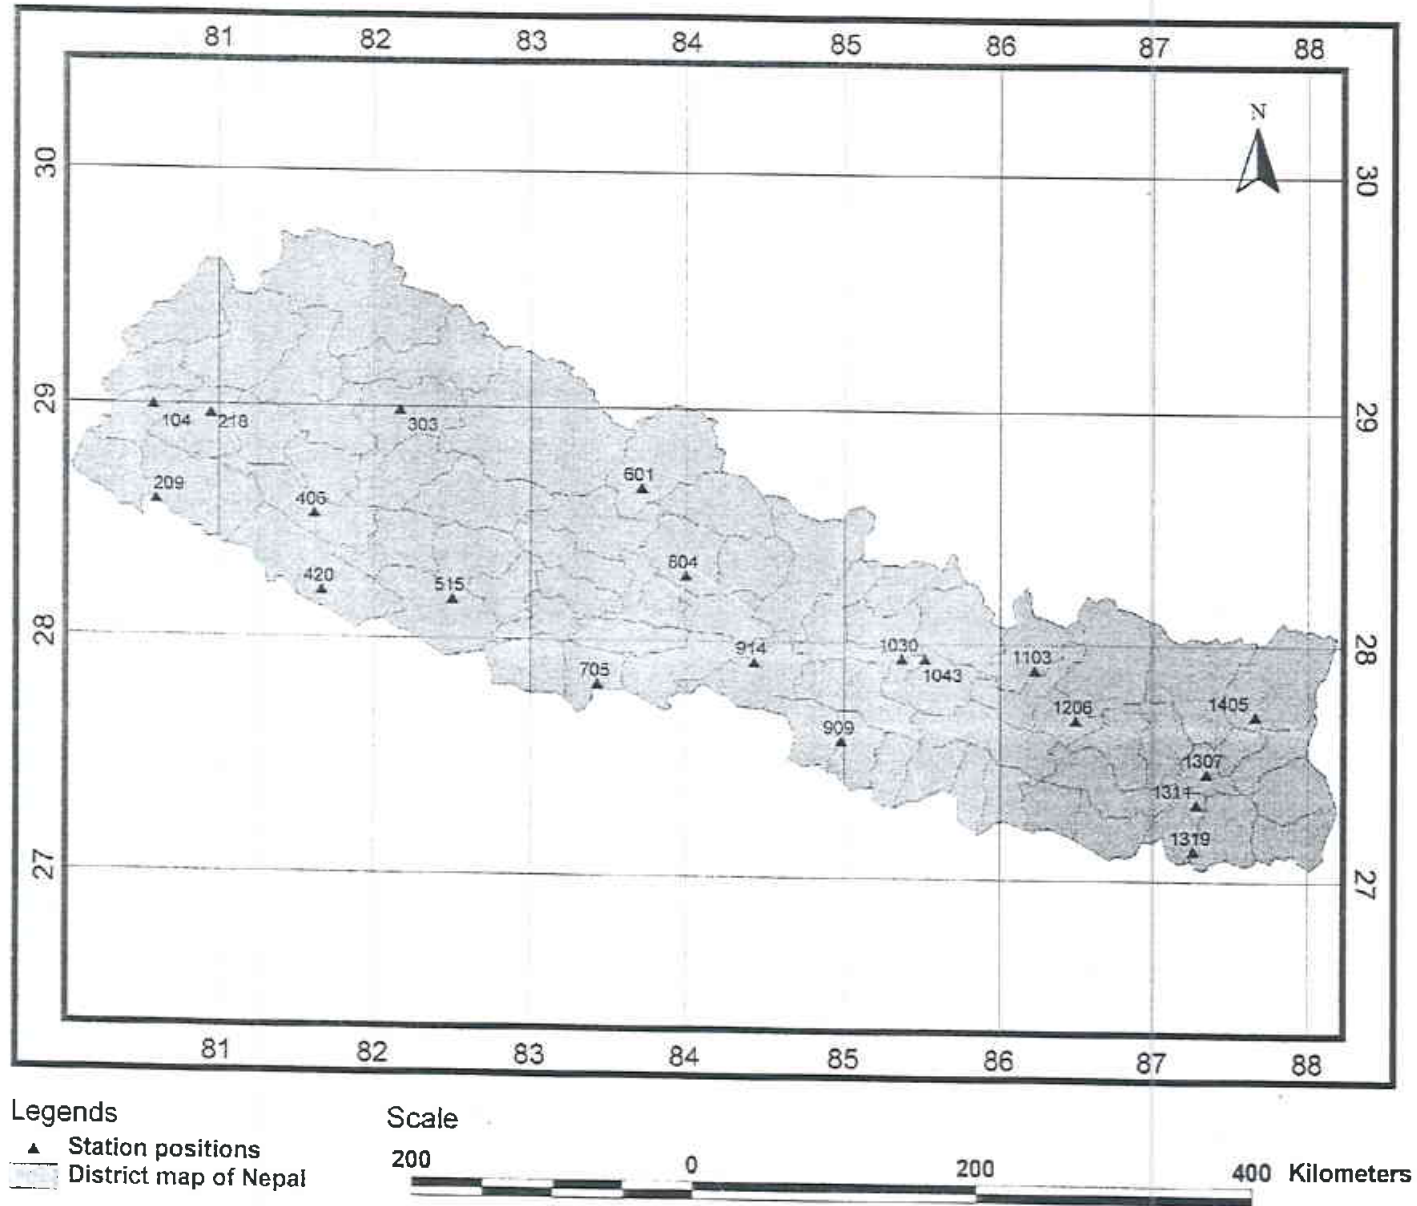 81 82 83 84 85 86 87 88
N
30 30
29 29
104 218 303
601
209
406
804
420 515
28 28
914 1030 1043 1103
705
1206 1405
909
1307
1311
1319
27 27
81 82 83 84 85 86 87 88
Legends
Station positions
District map of Nepal
Scale
200 0 200 400 Kilometers